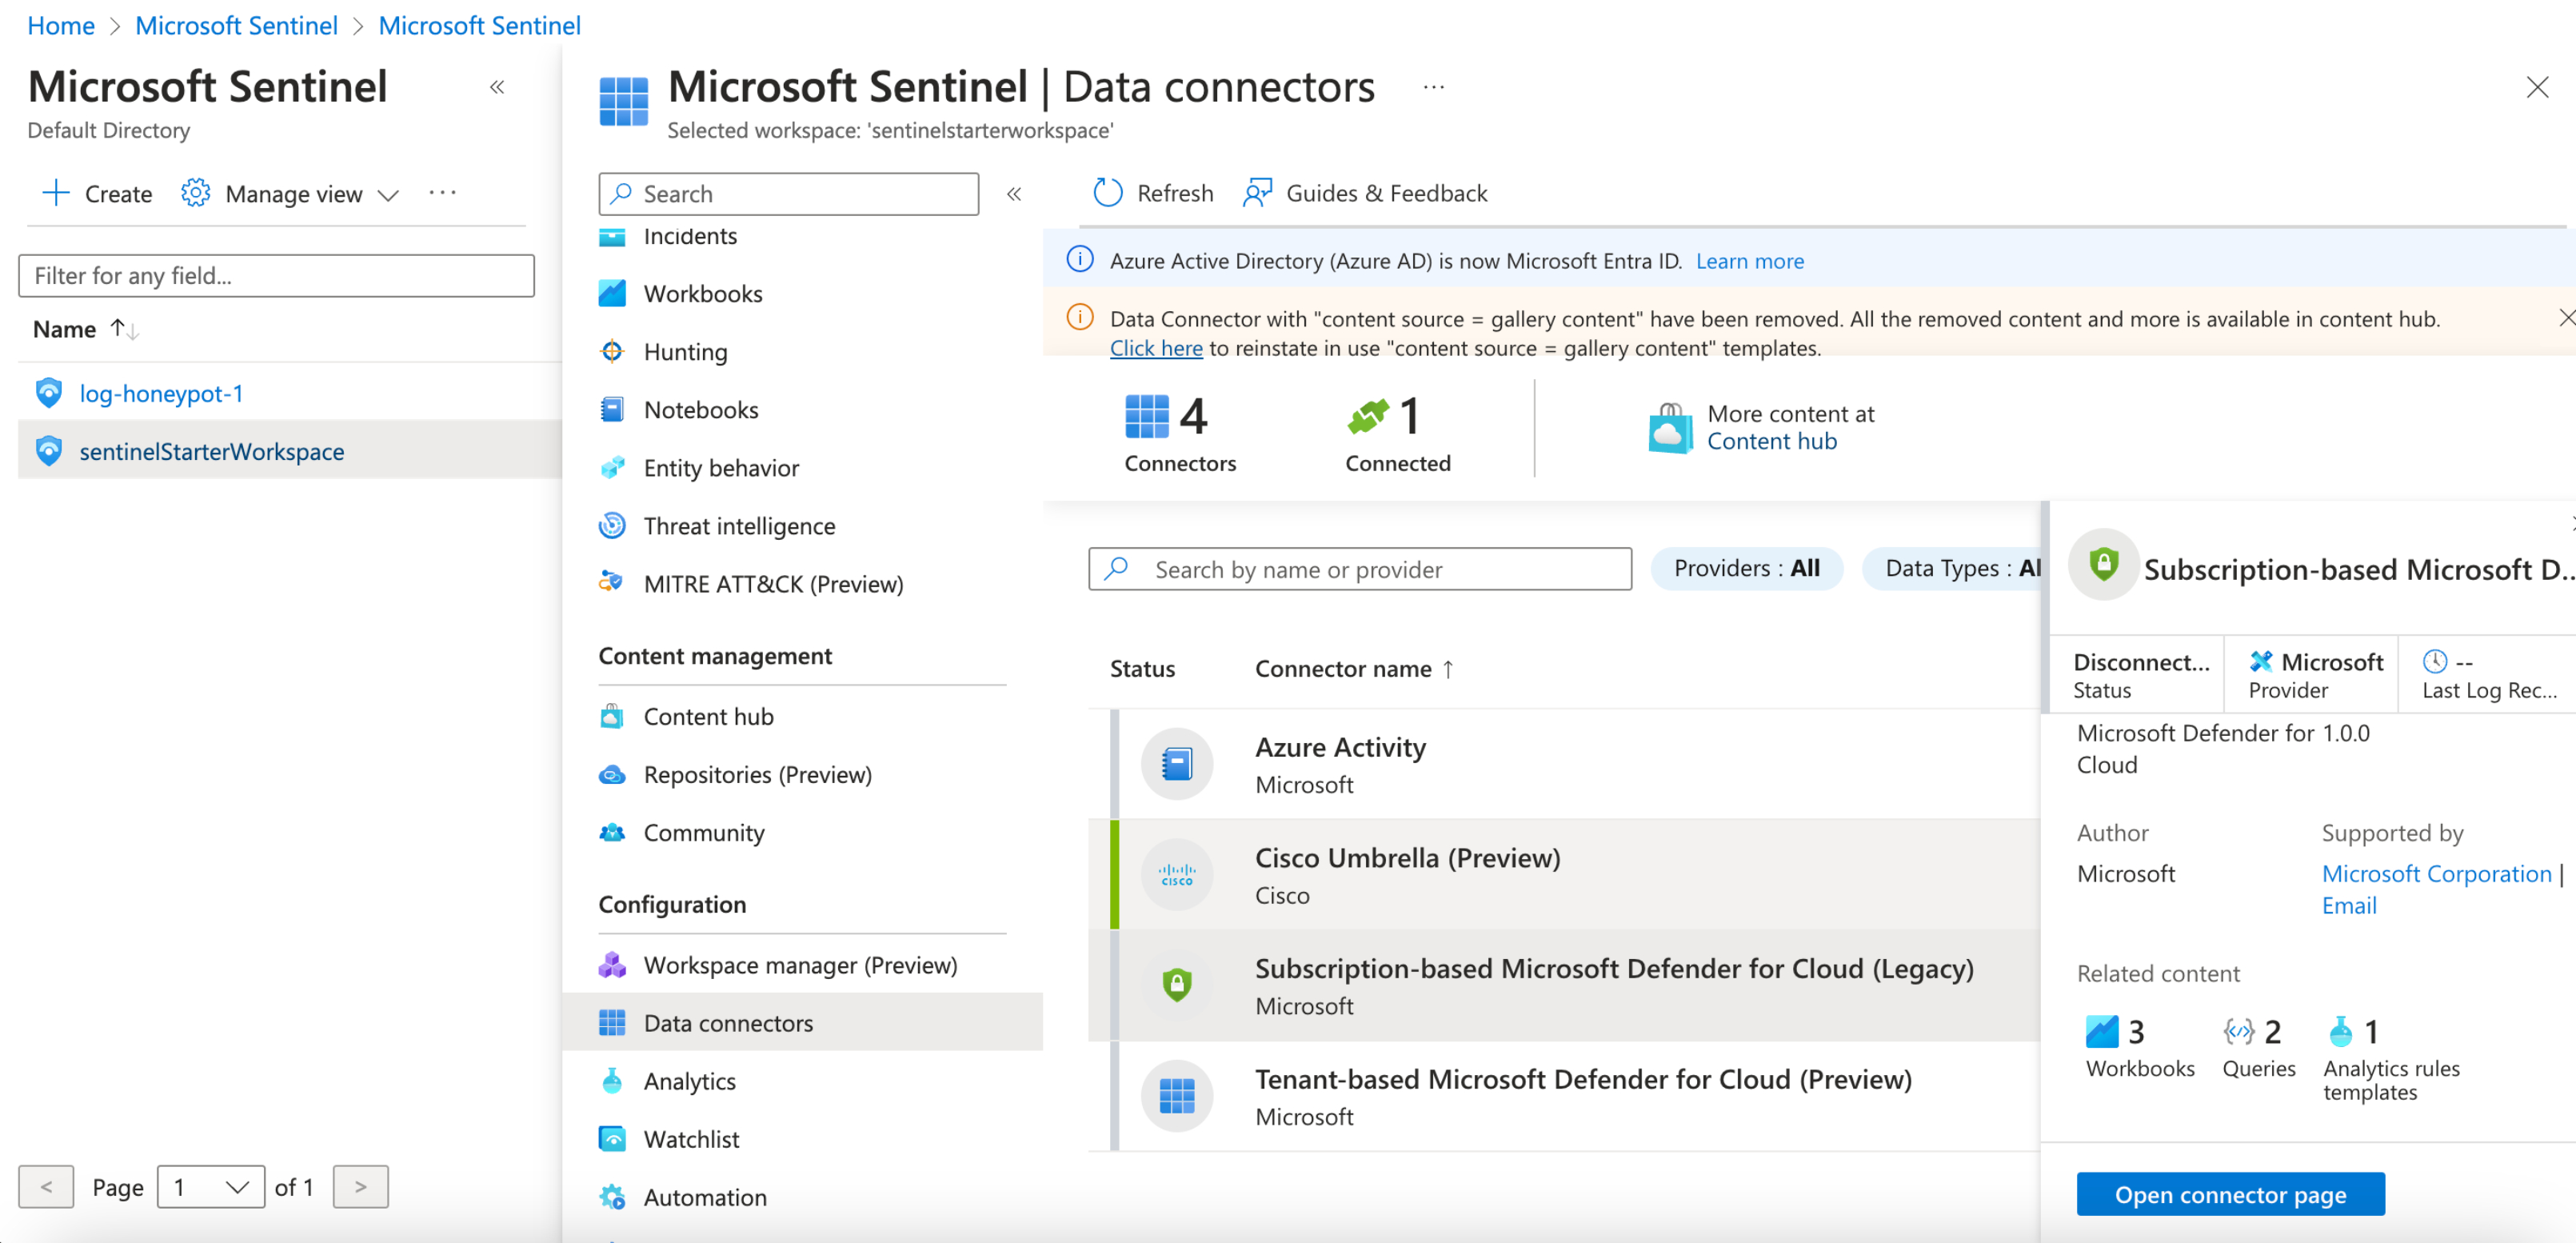 Home > Microsoft Sentinel > Microsoft Sentinel
Microsoft Sentinel
Default Directory
Create
Manage view
Filter for any field...
Name
log-honeypot-1
sentinelStarterWorkspace
< Page 1 of 1 >
Microsoft Sentinel | Data connectors
Selected workspace: 'sentinelstarterworkspace'
Search
Incidents
Workbooks
Hunting
Notebooks
Entity behavior
Threat intelligence
MITRE ATT&CK (Preview)
Content management
Content hub
Repositories (Preview)
Community
Configuration
Workspace manager (Preview)
Data connectors
Analytics
Watchlist
Automation
Refresh
Guides & Feedback
Azure Active Directory (Azure AD) is now Microsoft Entra ID. Learn more
Data Connector with "content source = gallery content" have been removed. All the removed content and more is available in content hub.
Click here to reinstate in use "content source = gallery content" templates.
4
Connectors
1
Connected
More content at
Content hub
Search by name or provider
Providers : All
Data Types : Al
Status
Connector name ↑
Azure Activity
Microsoft
CISCO
Cisco Umbrella (Preview)
Cisco
Subscription-based Microsoft Defender for Cloud (Legacy)
Microsoft
Tenant-based Microsoft Defender for Cloud (Preview)
Microsoft
Subscription-based Microsoft D...
Disconnect...
Status
Microsoft
Provider
--
Last Log Rec...
Microsoft Defender for 1.0.0
Cloud
Author
Microsoft
Supported by
Microsoft Corporation |
Email
Related content
3
Workbooks
2
Queries
1
Analytics rules
templates
Open connector page